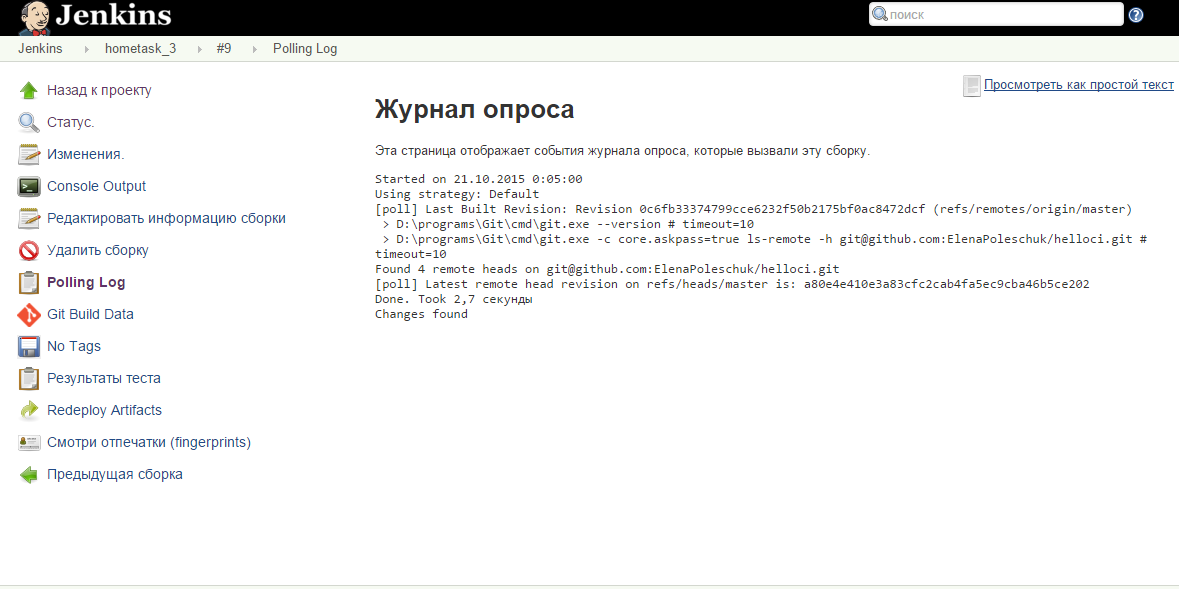 Jenkins
поиск
Jenkins hometask_3 #9 Polling Log
Просмотреть как простой текст
Назад к проекту
Статус.
Изменения.
Console Output
Редактировать информацию сборки
Удалить сборку
Polling Log
Git Build Data
No Tags
Результаты теста
Redeploy Artifacts
Смотри отпечатки (fingerprints)
Предыдущая сборка
Журнал опроса
Эта страница отображает события журнала опроса, которые вызвали эту сборку.
Started on 21.10.2015 0:05:00
Using strategy: Default
[poll] Last Built Revision: Revision 0c6fb33374799cce6232f50b2175bf0ac8472dcf (refs/remotes/origin/master)
> D:\programs\Git\cmd\git.exe --version # timeout=10
> D:\programs\Git\cmd\git.exe -c core.askpass=true ls-remote -h git@github.com:ElenaPoleschuk/helloci.git #
timeout=10
Found 4 remote heads on git@github.com:ElenaPoleschuk/helloci.git
[poll] Latest remote head revision on refs/heads/master is: a80e4e410e3a83cfc2cab4fa5ec9cba46b5ce202
Done. Took 2,7 секунды
Changes found